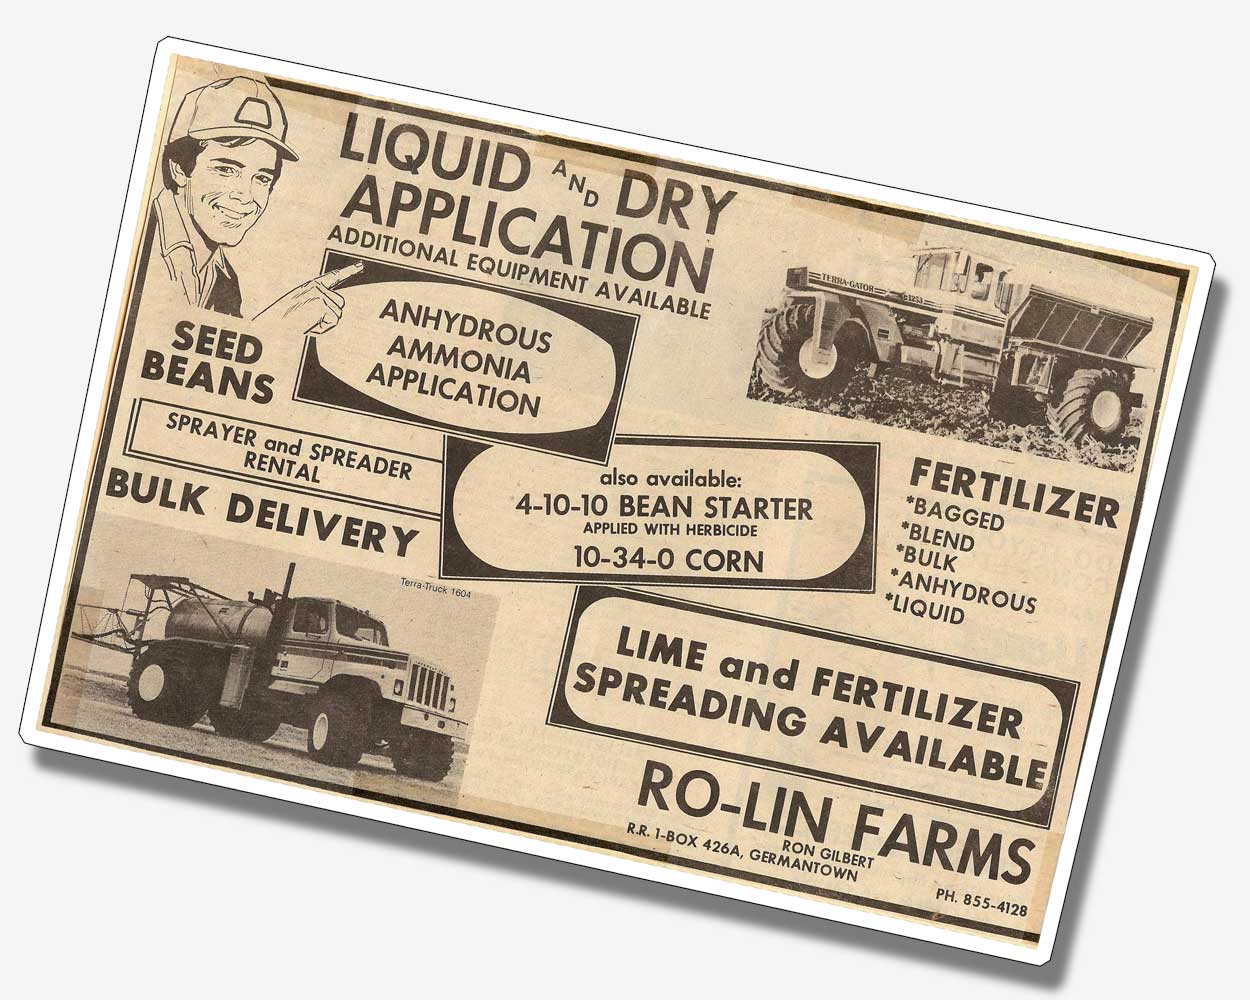 LIQUID AND DRY
APPLICATION
ADDITIONAL EQUIPMENT AVAILABLE
ANHYDROUS
AMMONIA
APPLICATION
TERRA-GATOR 1253
SEED
BEANS
SPRAYER and SPREADER
RENTAL
BULK DELIVERY
also available:
4-10-10 BEAN STARTER
APPLIED WITH HERBICIDE
10-34-0 CORN
FERTILIZER
*BAGGED
*BLEND
*BULK
*ANHYDROUS
*LIQUID
Terra-Truck 1604
LIME and FERTILIZER
SPREADING AVAILABLE
RO-LIN FARMS
RON GILBERT
R.R. 1-BOX 426A, GERMANTOWN
PH. 855-4128